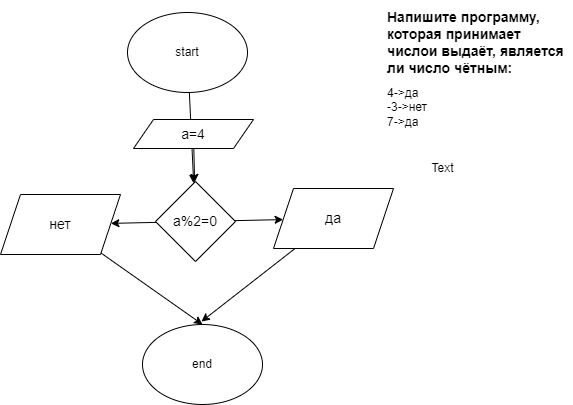 start
Напишите программу,
которая принимает
числои выдаёт, является
ли число чётным:
4->да
-3->нет
7->да
a=4
Text
нет
a%2=0
да
end